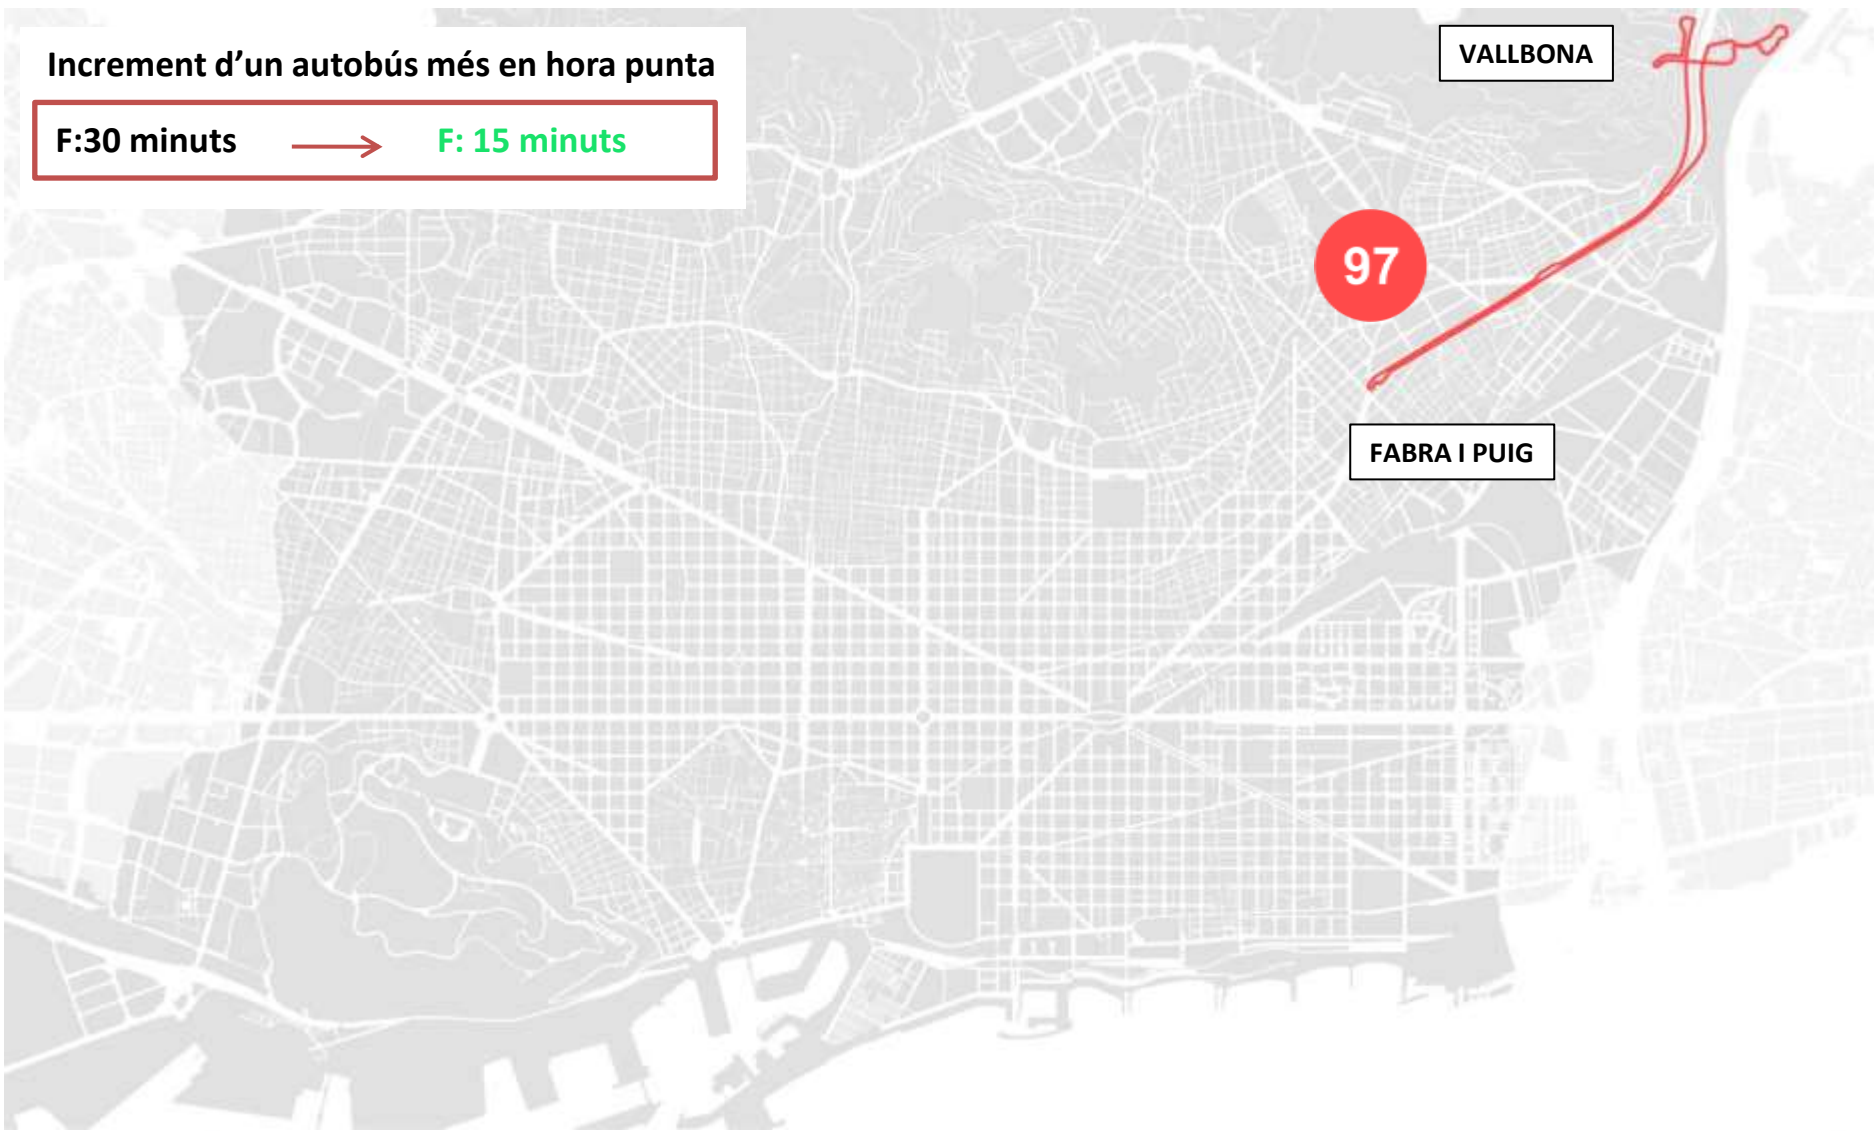 Increment d'un autobús més en hora punta
F:30 minuts → F: 15 minuts
VALLBONA
97
FABRA I PUIG